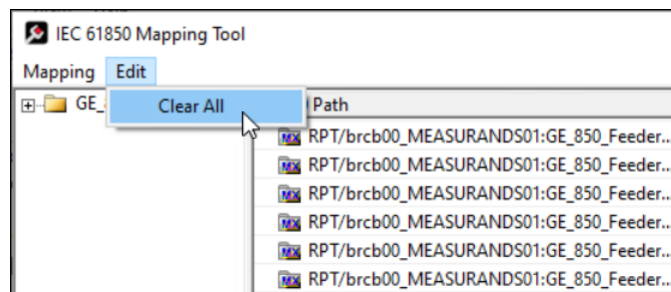 IEC 61850 Mapping Tool
Mapping Edit
GE_ Clear All Path
RPT/brcb00_MEASURANDS01:GE_850_Feeder...
RPT/brcb00_MEASURANDS01:GE_850_Feeder...
RPT/brcb00_MEASURANDS01:GE_850_Feeder...
RPT/brcb00_MEASURANDS01:GE_850_Feeder...
RPT/brcb00_MEASURANDS01:GE_850_Feeder...
RPT/brcb00_MEASURANDS01:GE_850_Feeder...